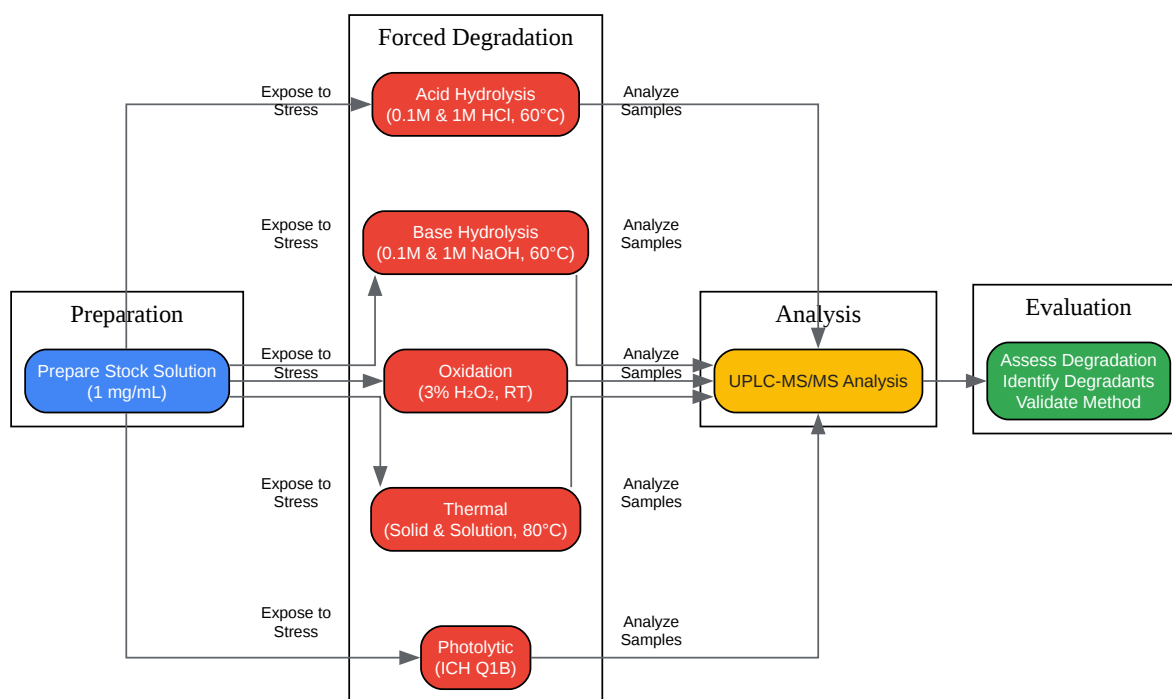 Forced Degradation
Expose to
Stress
Acid Hydrolysis
(0.1M & 1M HCl, 60°C)
Analyze
Samples
Expose to
Stress
Base Hydrolysis
(0.1M & 1M NaOH, 60°C)
Analyze
Samples
Preparation
Prepare Stock Solution
(1 mg/mL)
Expose to
Stress
Oxidation
(3% H₂O₂, RT)
Analyze
Samples
Analysis
UPLC-MS/MS Analysis
Evaluation
Assess Degradation
Identify Degradants
Validate Method
Expose to
Stress
Thermal
(Solid & Solution, 80°C)
Analyze
Samples
Expose to
Stress
Photolytic
(ICH Q1B)
Analyze
Samples